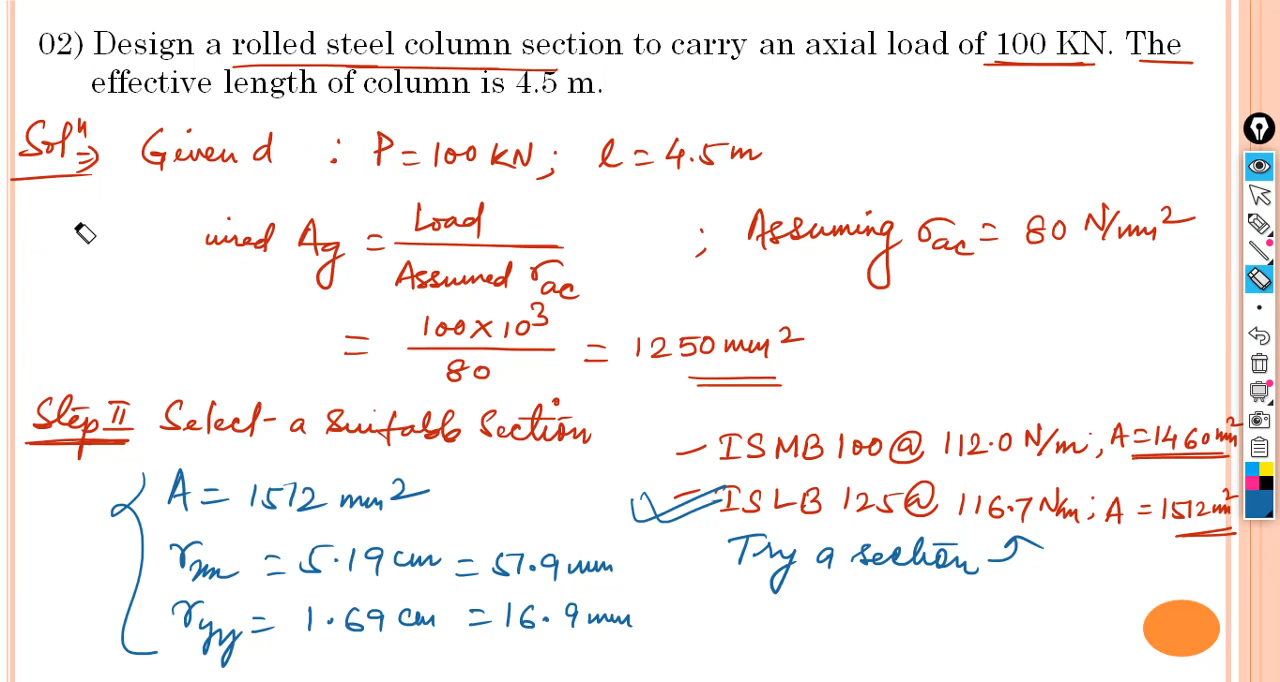 02) Design a rolled steel column section to carry an axial load of 100 KN. The
effective length of column is 4.5 m.
Solⁿ ⇒ Given d : P = 100 KN ; l = 4.5 m
uired Ag = Load / Assumed σac ; Assuming σac = 80 N/mm²
= 100 × 10³ / 80 = 1250 mm²
Step II Select a suitable section
– ISMB 100 @ 112.0 N/m ; A = 1460 mm²
A = 1512 mm²
– ISLB 125 @ 116.7 N/m ; A = 1512 mm²
Try a section
rxx = 5.19 cm = 57.9 mm
ryy = 1.69 cm = 16.9 mm